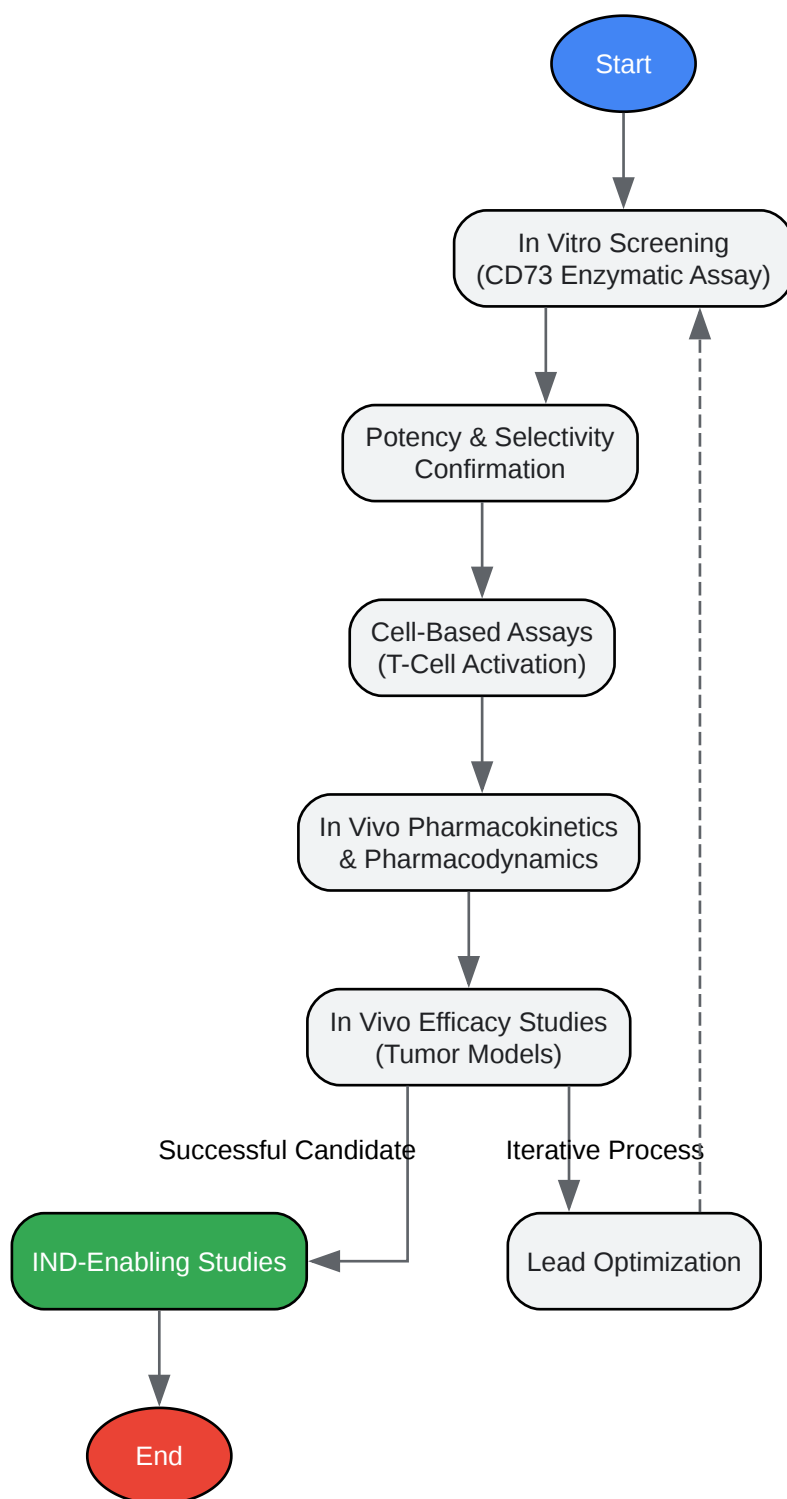 Start
In Vitro Screening
(CD73 Enzymatic Assay)
Potency & Selectivity
Confirmation
Cell-Based Assays
(T-Cell Activation)
In Vivo Pharmacokinetics
& Pharmacodynamics
In Vivo Efficacy Studies
(Tumor Models)
Successful Candidate
Iterative Process
IND-Enabling Studies
Lead Optimization
End